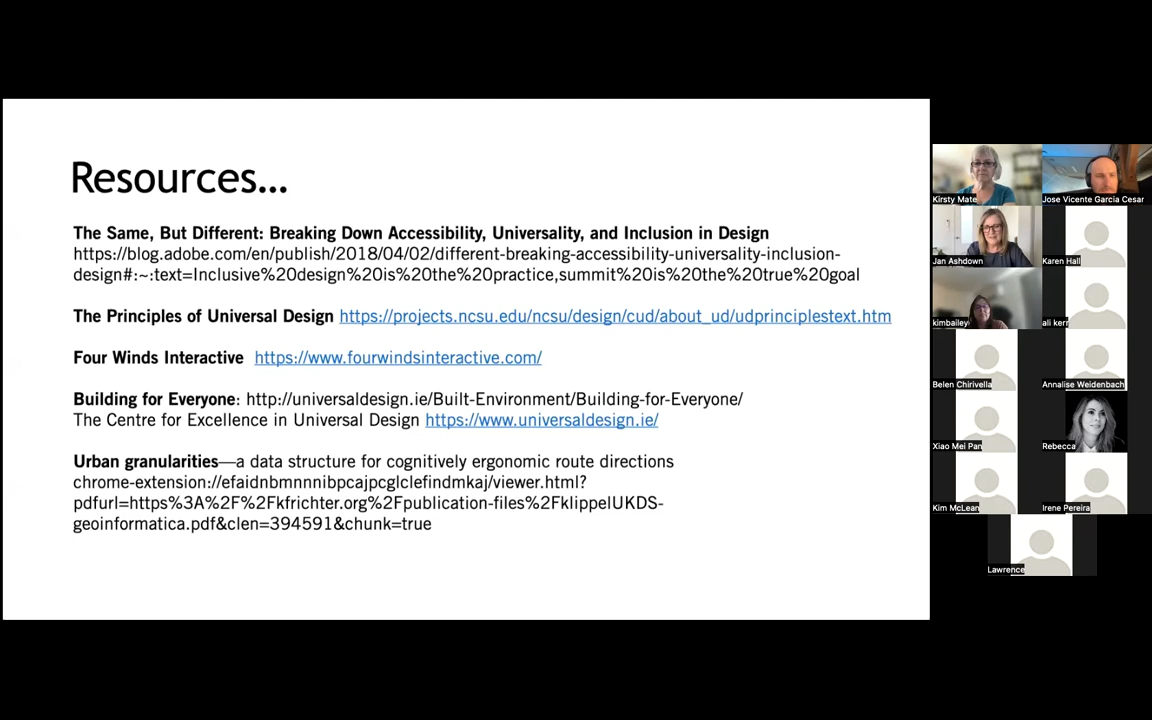 Resources...
The Same, But Different: Breaking Down Accessibility, Universality, and Inclusion in Design
https://blog.adobe.com/en/publish/2018/04/02/different-breaking-accessibility-universality-inclusion-
design#:~:text=Inclusive%20design%20is%20the%20practice,summit%20is%20the%20true%20goal
The Principles of Universal Design https://projects.ncsu.edu/ncsu/design/cud/about_ud/udprinciplestext.htm
Four Winds Interactive https://www.fourwindsinteractive.com/
Building for Everyone: http://universaldesign.ie/Built-Environment/Building-for-Everyone/
The Centre for Excellence in Universal Design https://www.universaldesign.ie/
Urban granularities—a data structure for cognitively ergonomic route directions
chrome-extension://efaidnbmnnnibpcajpcglclefindmkaj/viewer.html?
pdfurl=https%3A%2F%2Fkfrichter.org%2Fpublication-files%2FklippelUKDS-
geoinformatica.pdf&clen=394591&chunk=true
Kirsty Mate
Jose Vicente Garcia Cesar
Jan Ashdown
Karen Hall
kimbailey
ali kerr
Belen Chirivella
Annalise Weidenbach
Xiao Mei Pan
Rebecca
Kim McLean
Irene Pereira
Lawrence